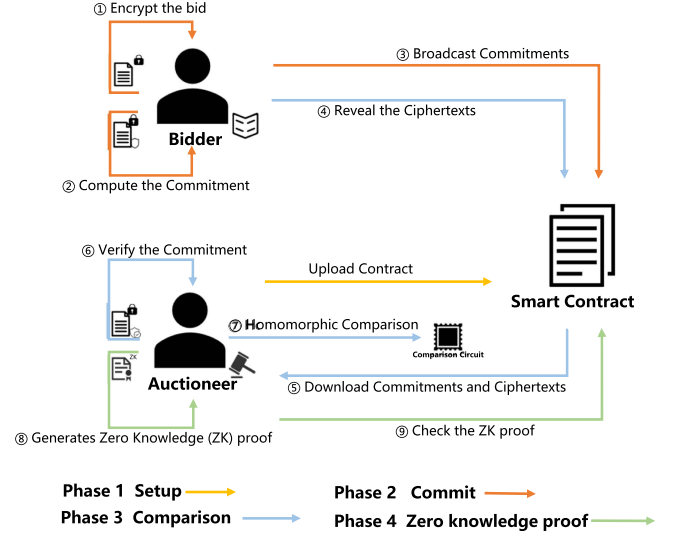 ① Encrypt the bid
③ Broadcast Commitments
④ Reveal the Ciphertexts
Bidder
② Compute the Commitment
⑥ Verify the Commitment
Upload Contract
Smart Contract
⑦ Homomorphic Comparison
Comparison Circuit
ZK
Auctioneer
⑤ Download Commitments and Ciphertexts
⑧ Generates Zero Knowledge (ZK) proof
⑨ Check the ZK proof
Phase 1 Setup
Phase 2 Commit
Phase 3 Comparison
Phase 4 Zero knowledge proof